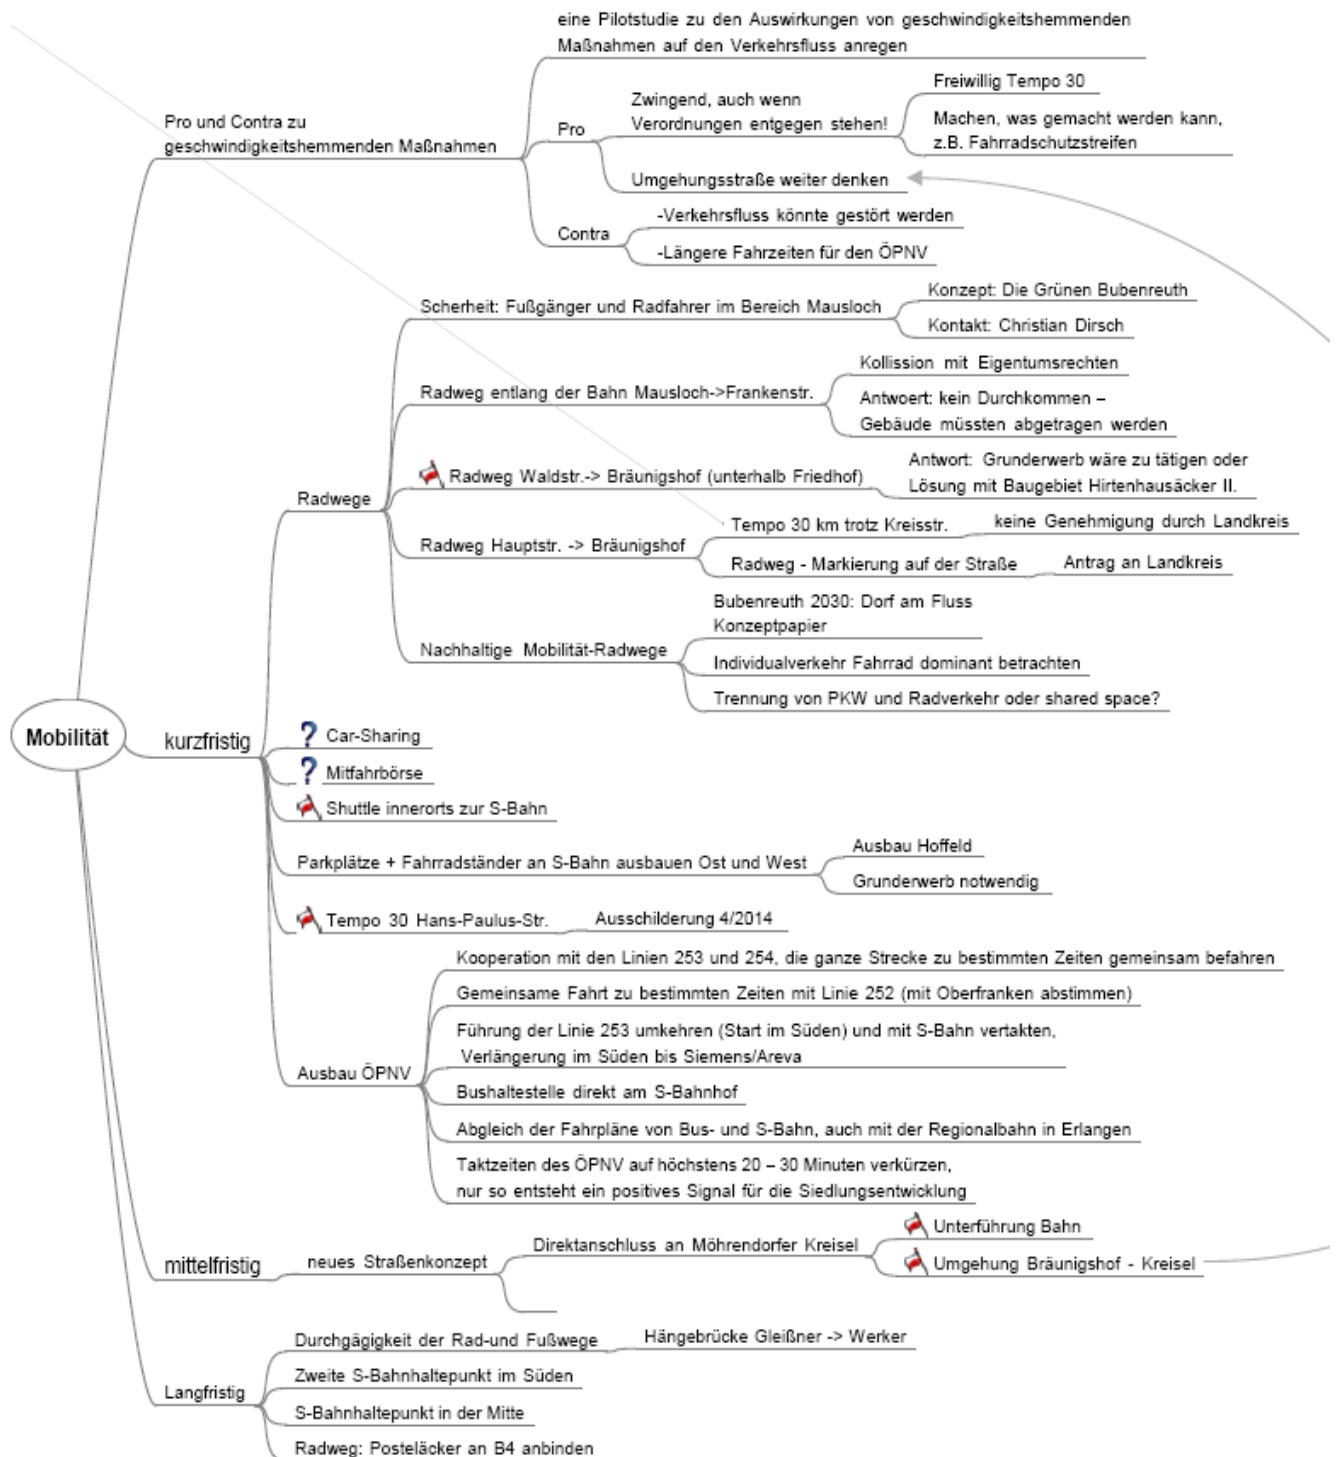 eine Pilotstudie zu den Auswirkungen von geschwindigkeitshemmenden
Maßnahmen auf den Verkehrsfluss anregen
Pro und Contra zu
geschwindigkeitshemmenden Maßnahmen
Pro
Zwingend, auch wenn
Verordnungen entgegen stehen!
Freiwillig Tempo 30
Machen, was gemacht werden kann,
z.B. Fahrradschutzstreifen
Umgehungsstraße weiter denken
Contra
-Verkehrsfluss könnte gestört werden
-Längere Fahrzeiten für den ÖPNV
Mobilität
kurzfristig
Radwege
Scherheit: Fußgänger und Radfahrer im Bereich Mausloch
Konzept: Die Grünen Bubenreuth
Kontakt: Christian Dirsch
Radweg entlang der Bahn Mausloch->Frankenstr.
Kollission mit Eigentumsrechten
Antwoert: kein Durchkommen –
Gebäude müssten abgetragen werden
Radweg Waldstr.-> Bräunigshof (unterhalb Friedhof)
Antwort: Grunderwerb wäre zu tätigen oder
Lösung mit Baugebiet Hirtenhausäcker II.
Radweg Hauptstr. -> Bräunigshof
Tempo 30 km trotz Kreisstr.
keine Genehmigung durch Landkreis
Radweg - Markierung auf der Straße
Antrag an Landkreis
Nachhaltige Mobilität-Radwege
Bubenreuth 2030: Dorf am Fluss
Konzeptpapier
Individualverkehr Fahrrad dominant betrachten
Trennung von PKW und Radverkehr oder shared space?
? Car-Sharing
? Mitfahrbörse
Shuttle innerorts zur S-Bahn
Parkplätze + Fahrradständer an S-Bahn ausbauen Ost und West
Ausbau Hoffeld
Grunderwerb notwendig
Tempo 30 Hans-Paulus-Str.
Ausschilderung 4/2014
Ausbau ÖPNV
Kooperation mit den Linien 253 und 254, die ganze Strecke zu bestimmten Zeiten gemeinsam befahren
Gemeinsame Fahrt zu bestimmten Zeiten mit Linie 252 (mit Oberfranken abstimmen)
Führung der Linie 253 umkehren (Start im Süden) und mit S-Bahn vertakten,
Verlängerung im Süden bis Siemens/Areva
Bushaltestelle direkt am S-Bahnhof
Abgleich der Fahrpläne von Bus- und S-Bahn, auch mit der Regionalbahn in Erlangen
Taktzeiten des ÖPNV auf höchstens 20 – 30 Minuten verkürzen,
nur so entsteht ein positives Signal für die Siedlungsentwicklung
mittelfristig
neues Straßenkonzept
Direktanschluss an Möhrendorfer Kreisel
Unterführung Bahn
Umgehung Bräunigshof - Kreisel
Langfristig
Durchgägigkeit der Rad-und Fußwege
Hängebrücke Gleißner -> Werker
Zweite S-Bahnhaltepunkt im Süden
S-Bahnhaltepunkt in der Mitte
Radweg: Posteläcker an B4 anbinden